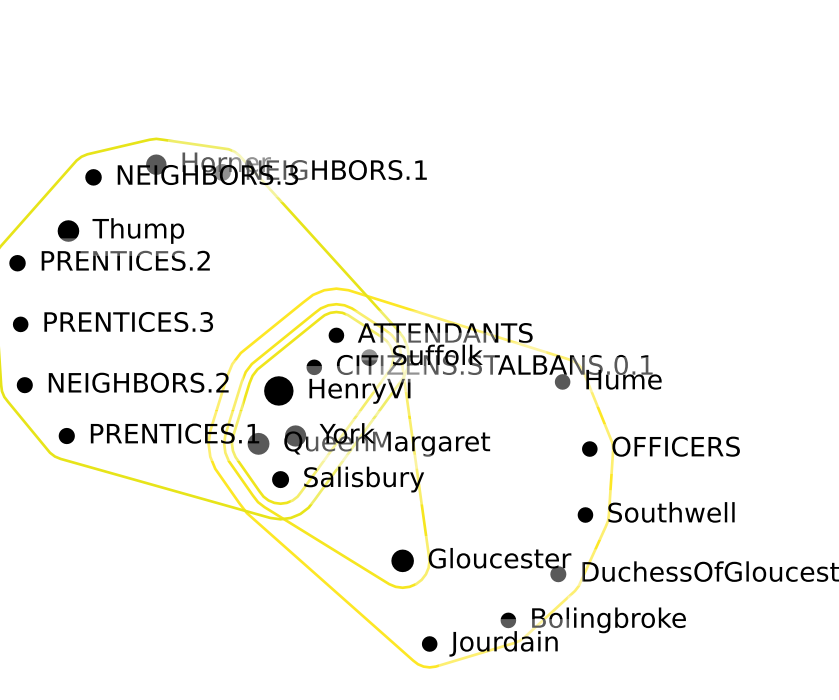 Horner
NEIGHBORS.1
NEIGHBORS.3
Thump
PRENTICES.2
PRENTICES.3
ATTENDANTS
Suffolk
CITIZENS.STALBANS.0.1
Hume
NEIGHBORS.2
HenryVI
PRENTICES.1
York
QueenMargaret
OFFICERS
Salisbury
Southwell
Gloucester
DuchessOfGloucest
Bolingbroke
Jourdain